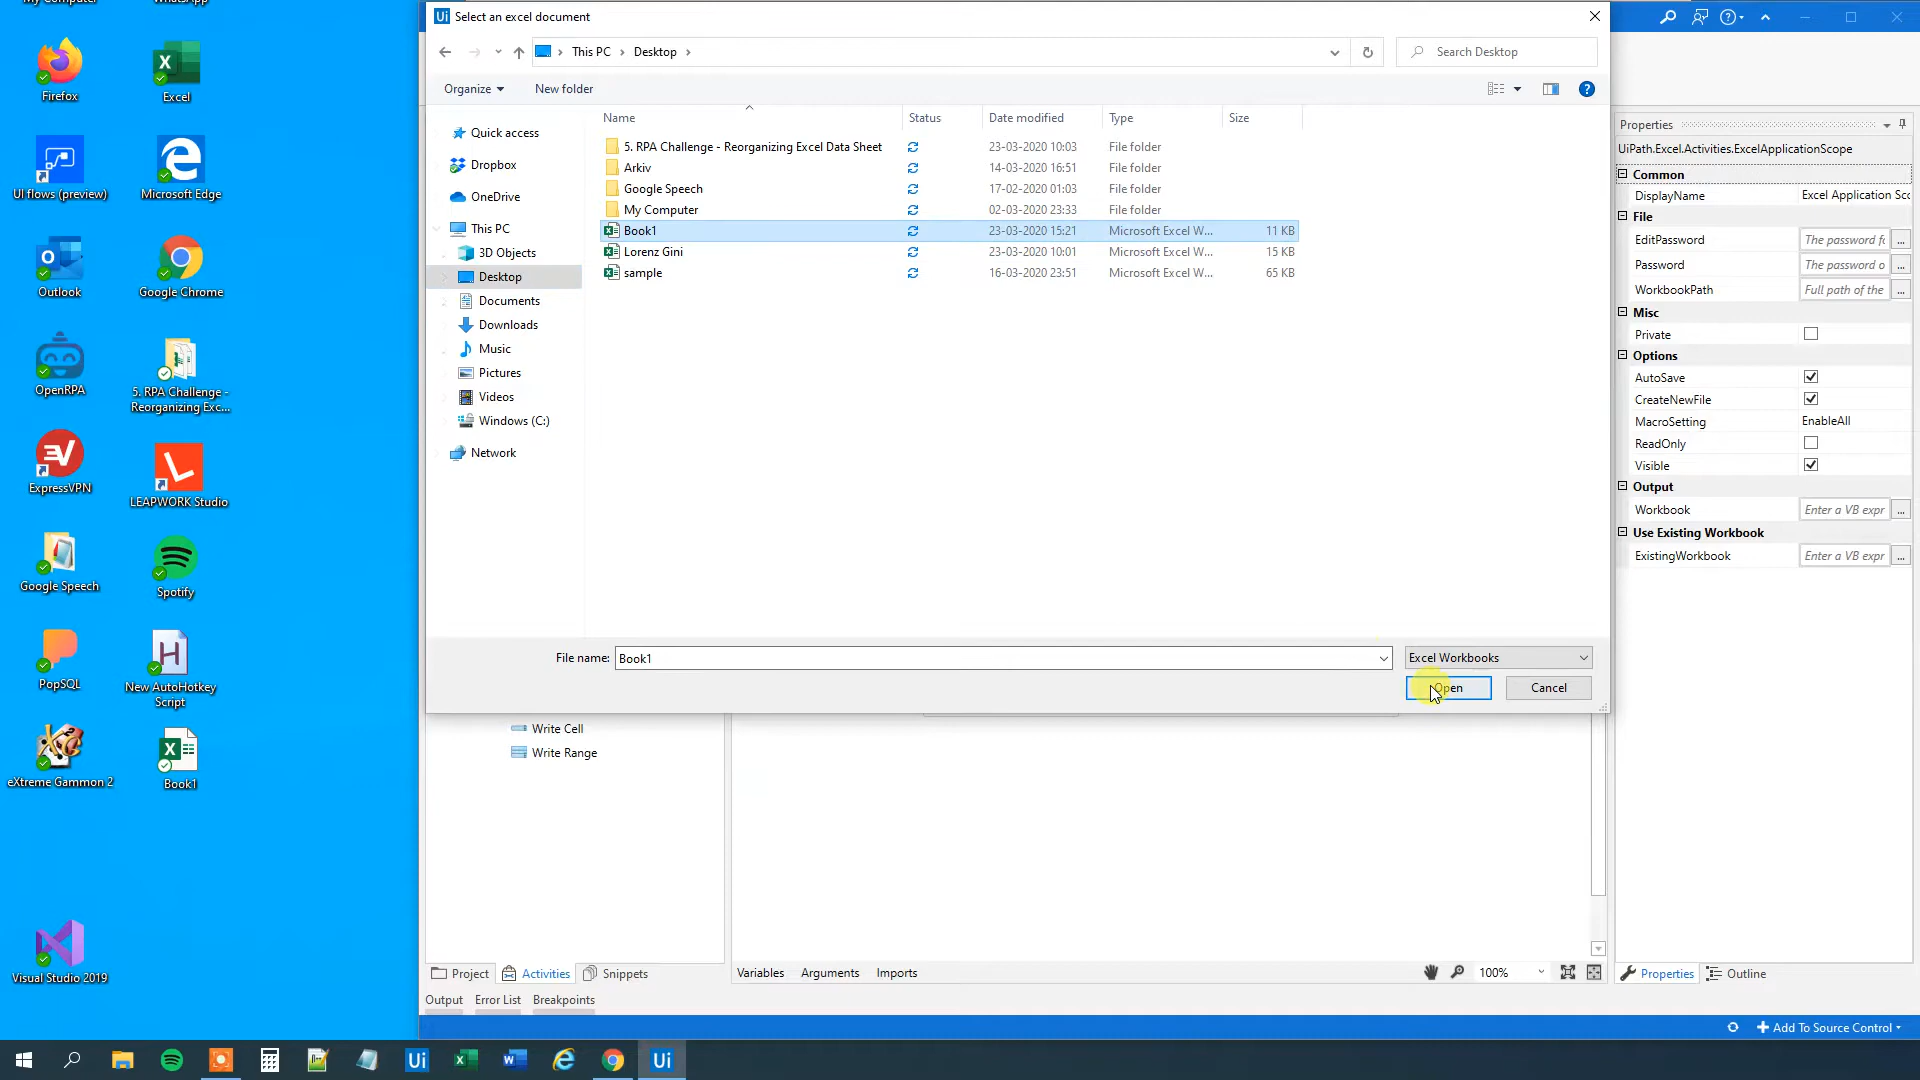 My Computer
WhatsApp
Firefox
Excel
UI flows (preview)
Microsoft Edge
Outlook
Google Chrome
OpenRPA
5. RPA Challenge -
Reorganizing Exc...
ExpressVPN
LEAPWORK Studio
Google Speech
Spotify
PopSQL
New AutoHotkey
Script
eXtreme Gammon 2
Book1
Visual Studio 2019
Ui Select an excel document
This PC > Desktop >
Search Desktop
Organize
New folder
Name Status Date modified Type Size
Quick access
Dropbox
OneDrive
This PC
3D Objects
Desktop
Documents
Downloads
Music
Pictures
Videos
Windows (C:)
Network
5. RPA Challenge - Reorganizing Excel Data Sheet 23-03-2020 10:03 File folder
Arkiv 14-03-2020 16:51 File folder
Google Speech 17-02-2020 01:03 File folder
My Computer 02-03-2020 23:33 File folder
Book1 23-03-2020 15:21 Microsoft Excel W... 11 KB
Lorenz Gini 23-03-2020 10:01 Microsoft Excel W... 15 KB
sample 16-03-2020 23:51 Microsoft Excel W... 65 KB
File name: Book1
Excel Workbooks
Open
Cancel
Write Cell
Write Range
Project Activities Snippets
Variables Arguments Imports
100%
Output Error List Breakpoints
Properties
UiPath.Excel.Activities.ExcelApplicationScope
Common
DisplayName Excel Application Sc
File
EditPassword The password f
Password The password o
WorkbookPath Full path of the
Misc
Private
Options
AutoSave
CreateNewFile
MacroSetting EnableAll
ReadOnly
Visible
Output
Workbook Enter a VB expr
Use Existing Workbook
ExistingWorkbook Enter a VB expr
Properties Outline
Add To Source Control